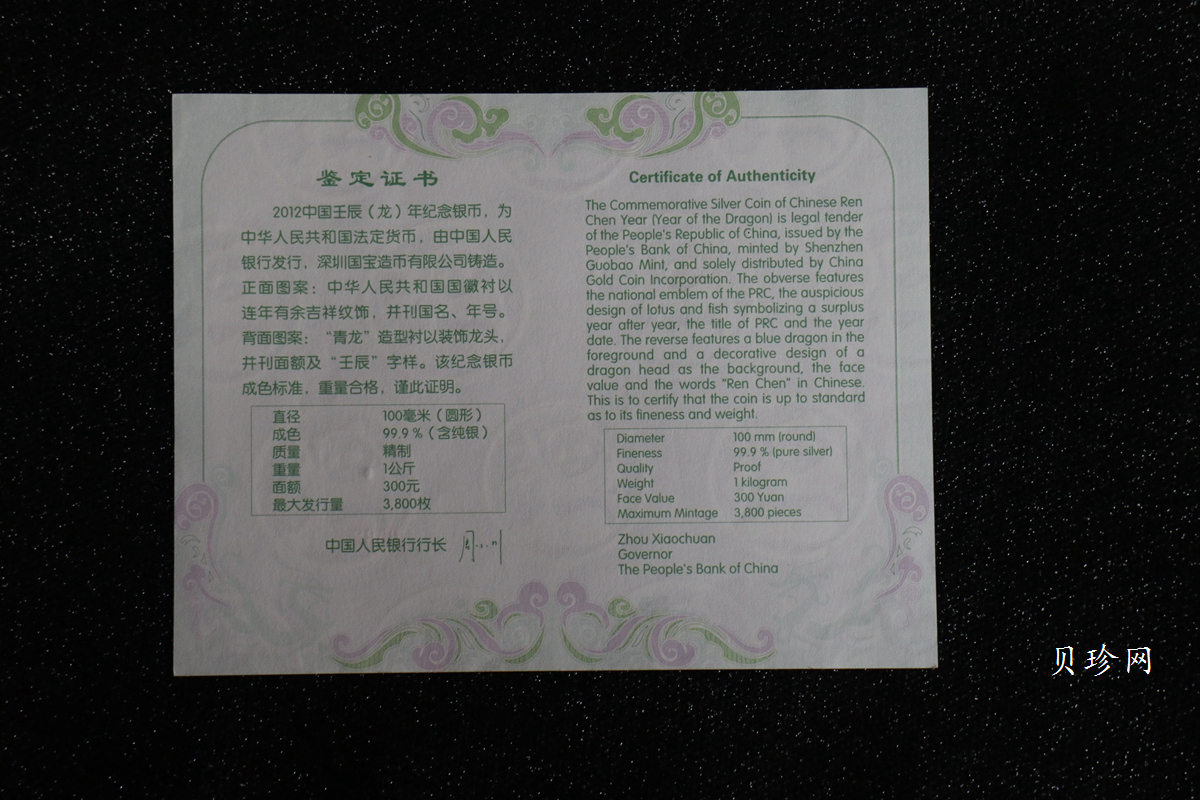 鉴定证书
2012中国壬辰（龙）年纪念银币，为
中华人民共和国法定货币，由中国人民
银行发行，深圳国宝造币有限公司铸造。
正面图案：中华人民共和国国徽衬以
连年有余吉祥纹饰，并刊国名、年号。
背面图案：“青龙”造型衬以装饰龙头，
并刊面额及“壬辰”字样。该纪念银币
成色标准，重量合格，谨此证明。
直径 100毫米（圆形）
成色 99.9％（含纯银）
质量 精制
重量 1公斤
面额 300元
最大发行量 3,800枚
中国人民银行行长
Certificate of Authenticity
The Commemorative Silver Coin of Chinese Ren
Chen Year (Year of the Dragon) is legal tender
of the People's Republic of China, issued by the
People's Bank of China, minted by Shenzhen
Guobao Mint, and solely distributed by China
Gold Coin Incorporation. The obverse features
the national emblem of the PRC, the auspicious
design of lotus and fish symbolizing a surplus
year after year, the title of PRC and the year
date. The reverse features a blue dragon in the
foreground and a decorative design of a
dragon head as the background, the face
value and the words "Ren Chen" in Chinese.
This is to certify that the coin is up to standard
as to its fineness and weight.
Diameter 100 mm (round)
Fineness 99.9 % (pure silver)
Quality Proof
Weight 1 kilogram
Face Value 300 Yuan
Maximum Mintage 3,800 pieces
Zhou Xiaochuan
Governor
The People's Bank of China
贝珍网